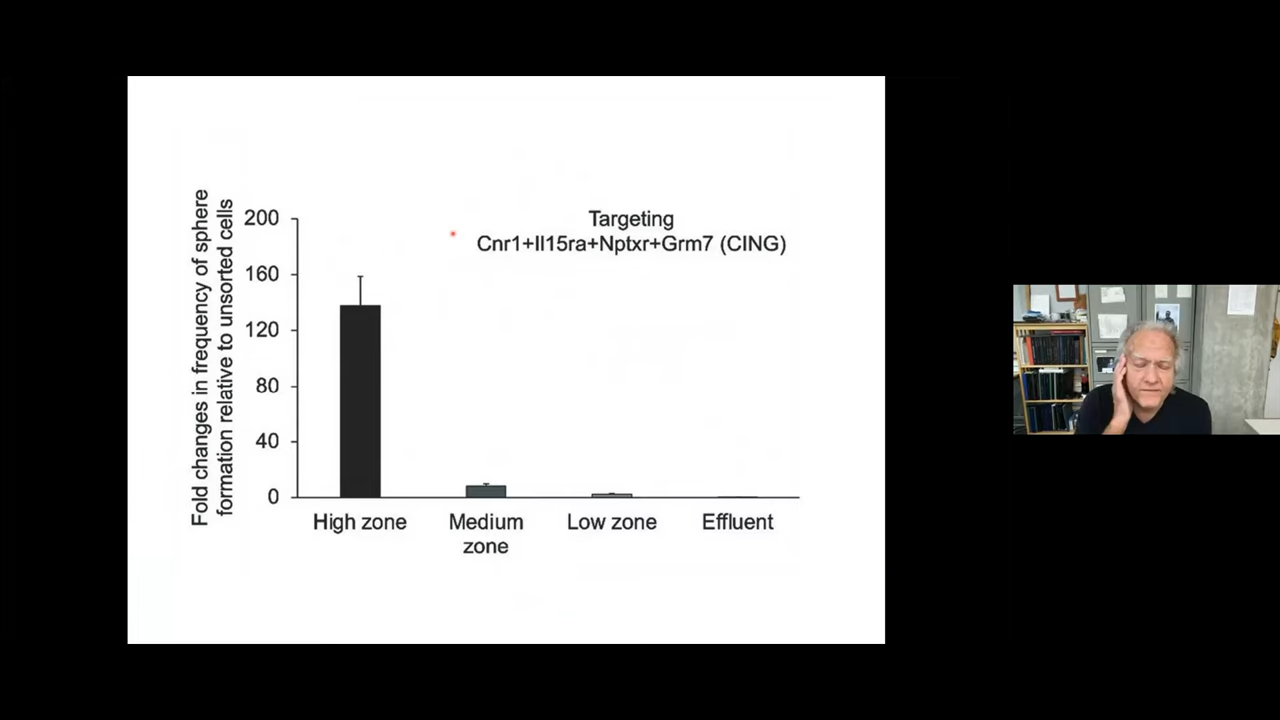 Targeting
Cnr1+Il15ra+Nptxr+Grm7 (CING)
Fold changes in frequency of sphere
formation relative to unsorted cells
200
160
120
80
40
0
High zone
Medium
zone
Low zone
Effluent